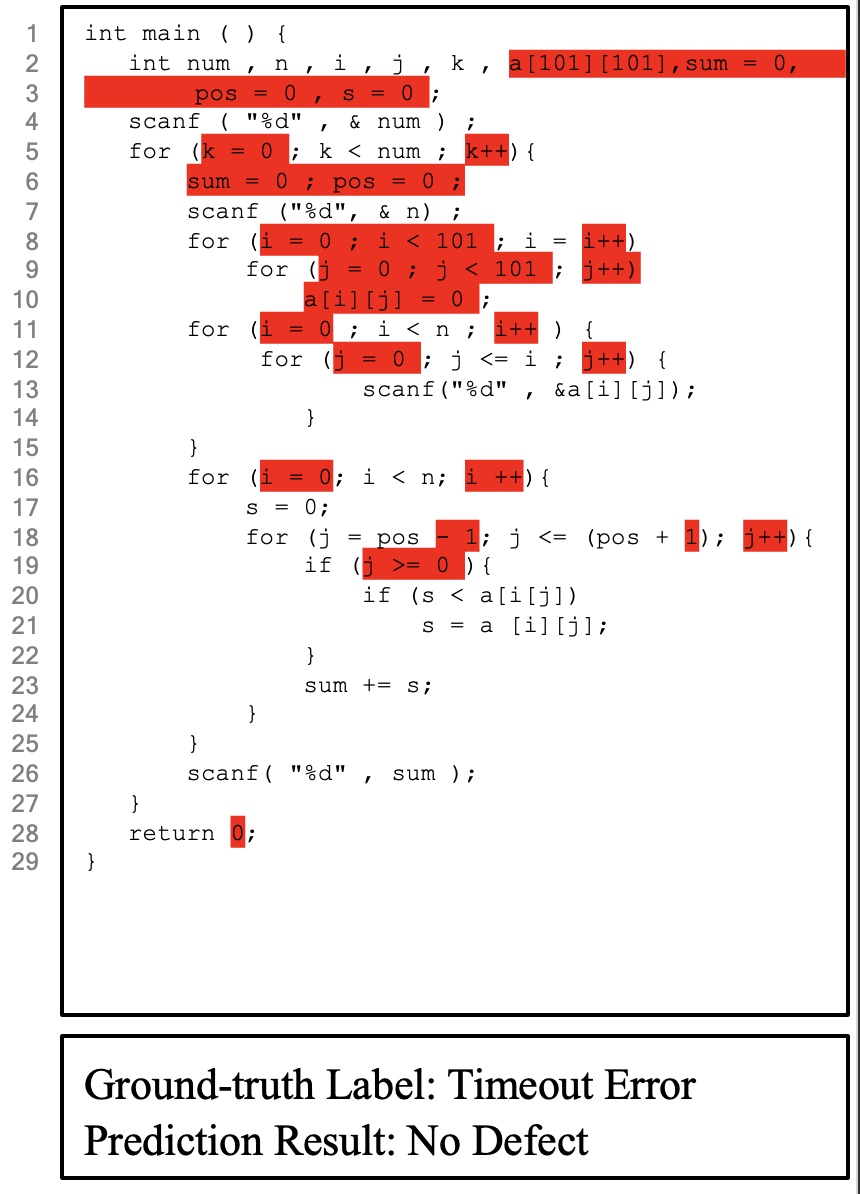 1 int main ( ) {
2 int num , n , i , j , k , a[101][101],sum = 0,
3 pos = 0 , s = 0 ;
4 scanf ( "%d" , & num ) ;
5 for (k = 0 ; k < num ; k++){
6 sum = 0 ; pos = 0 ;
7 scanf ("%d", & n) ;
8 for (i = 0 ; i < 101 ; i = i++)
9 for (j = 0 ; j < 101 ; j++)
10 a[i][j] = 0 ;
11 for (i = 0 ; i < n ; i++ ) {
12 for (j = 0 ; j <= i ; j++) {
13 scanf("%d" , &a[i][j]);
14 }
15 }
16 for (i = 0; i < n; i ++){
17 s = 0;
18 for (j = pos - 1; j <= (pos + 1); j++){
19 if (j >= 0 ){
20 if (s < a[i[j])
21 s = a [i][j];
22 }
23 sum += s;
24 }
25 }
26 scanf( "%d" , sum );
27 }
28 return 0;
29 }
Ground-truth Label: Timeout Error
Prediction Result: No Defect